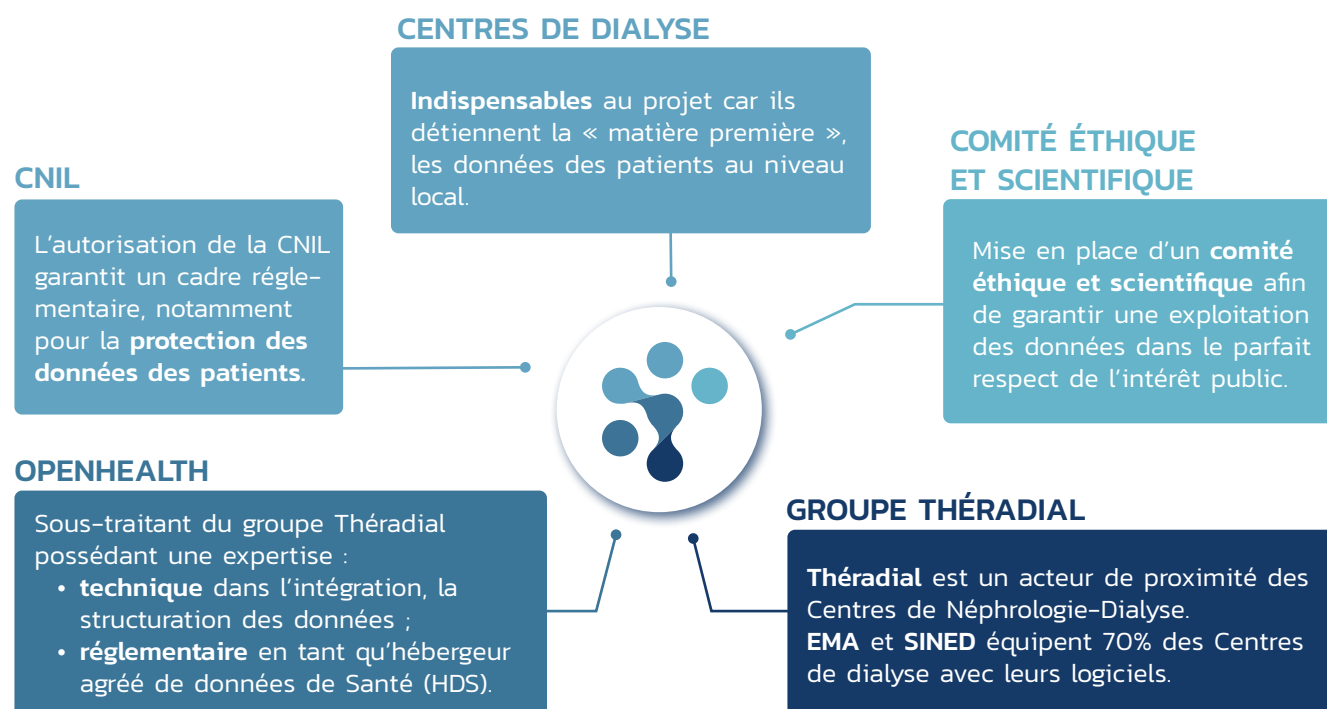 CENTRES DE DIALYSE
Indispensables au projet car ils
détiennent la « matière première »,
les données des patients au niveau
local.
CNIL
L'autorisation de la CNIL
garantit un cadre régle-
mentaire, notamment
pour la protection des
données des patients.
COMITÉ ÉTHIQUE
ET SCIENTIFIQUE
Mise en place d'un comité
éthique et scientifique afin
de garantir une exploitation
des données dans le parfait
respect de l'intérêt public.
OPENHEALTH
Sous-traitant du groupe Théradial
possédant une expertise :
• technique dans l'intégration, la
structuration des données ;
• réglementaire en tant qu'hébergeur
agréé de données de Santé (HDS).
GROUPE THÉRADIAL
Théradial est un acteur de proximité des
Centres de Néphrologie-Dialyse.
EMA et SINED équipent 70% des Centres
de dialyse avec leurs logiciels.